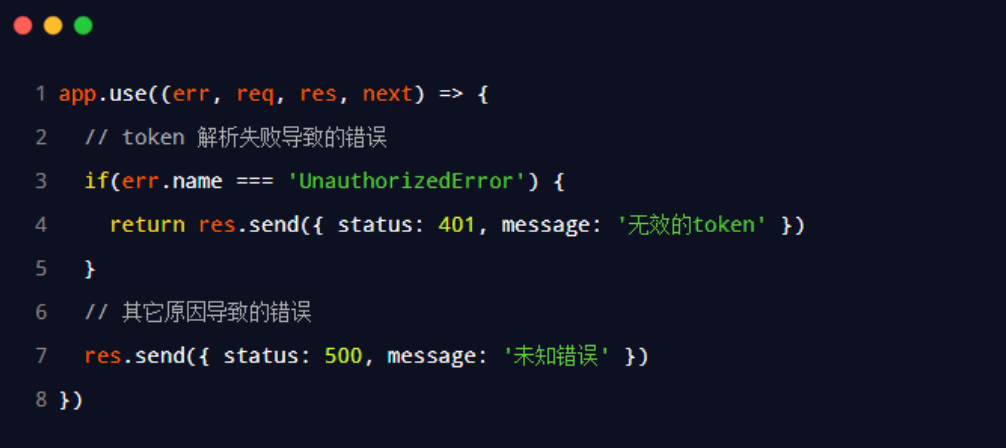 1 app.use((err, req, res, next) => {
2   // token 解析失败导致的错误
3   if(err.name === 'UnauthorizedError') {
4     return res.send({ status: 401, message: '无效的token' })
5   }
6   // 其它原因导致的错误
7   res.send({ status: 500, message: '未知错误' })
8 })